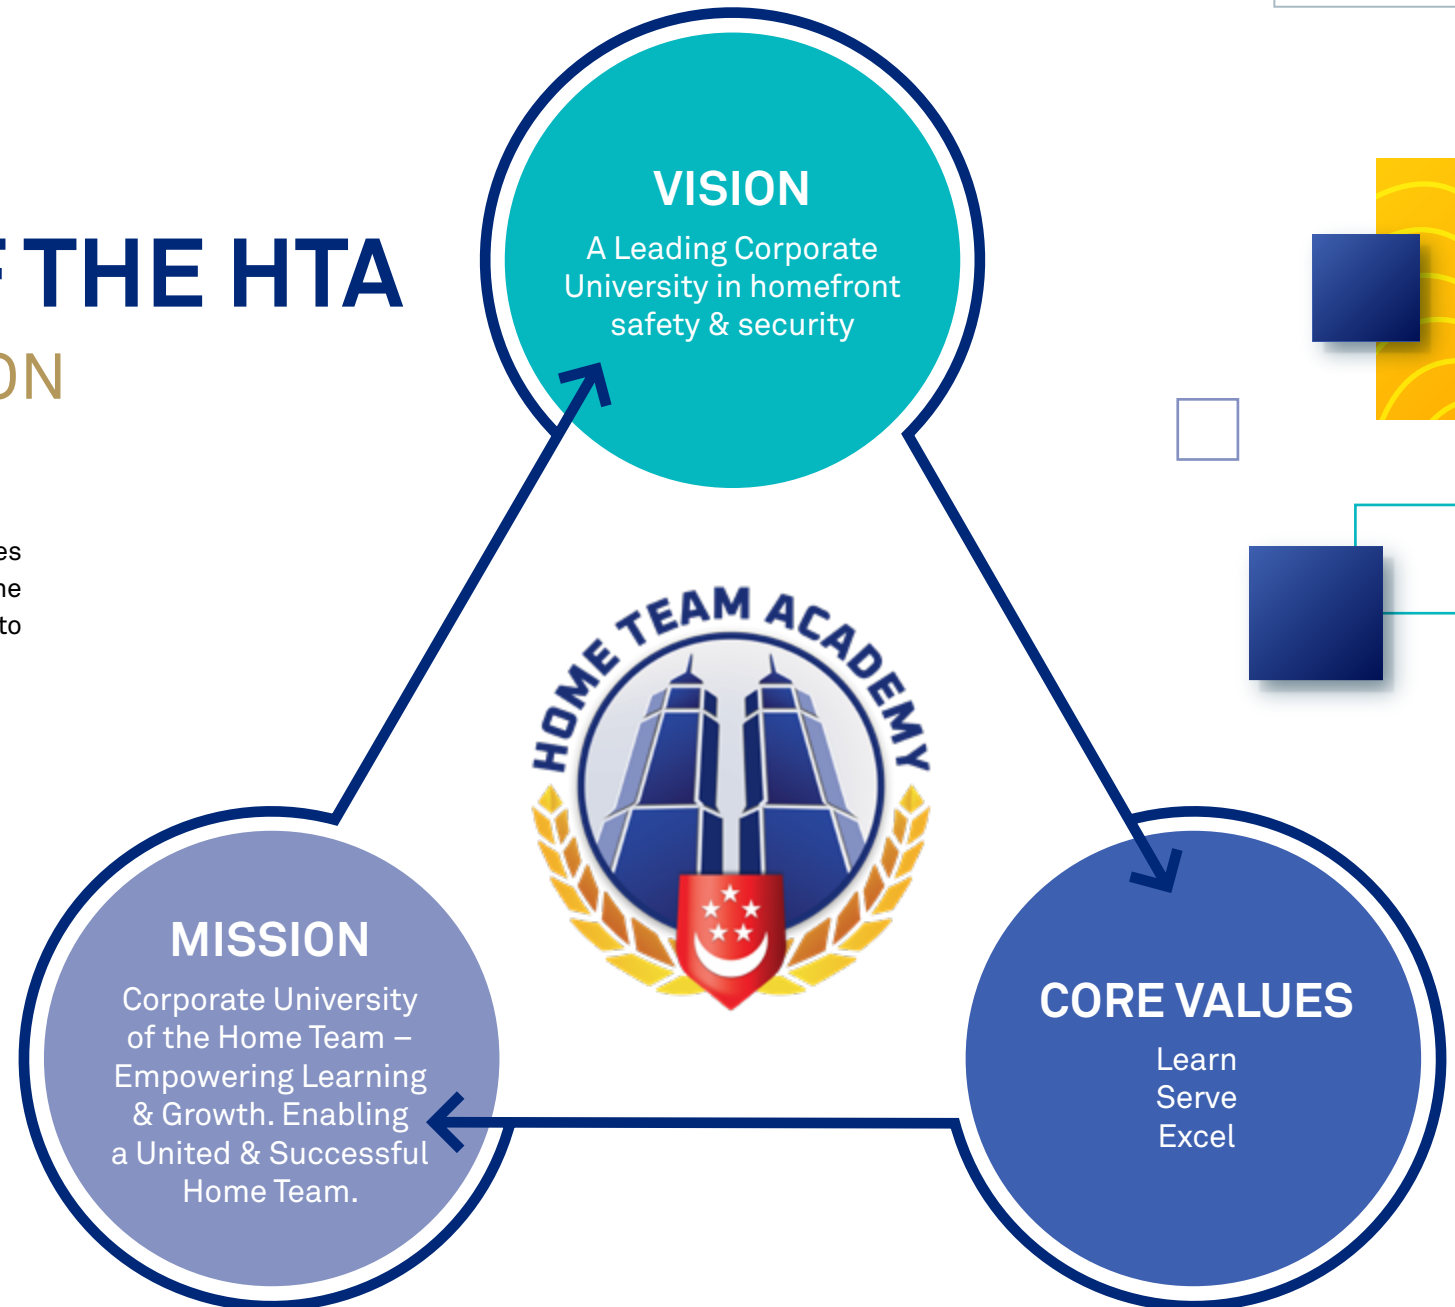 F THE HTA
ON
es
ne
to
VISION
A Leading Corporate
University in homefront
safety & security
HOME TEAM ACADEMY
MISSION
Corporate University
of the Home Team –
Empowering Learning
& Growth. Enabling
a United & Successful
Home Team.
CORE VALUES
Learn
Serve
Excel